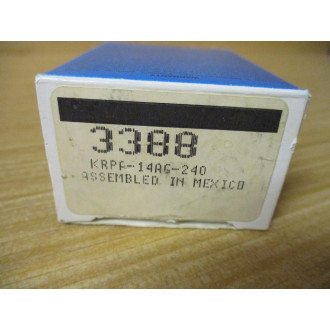 3388
KRPA-14AG-240
ASSEMBLED IN MEXICO